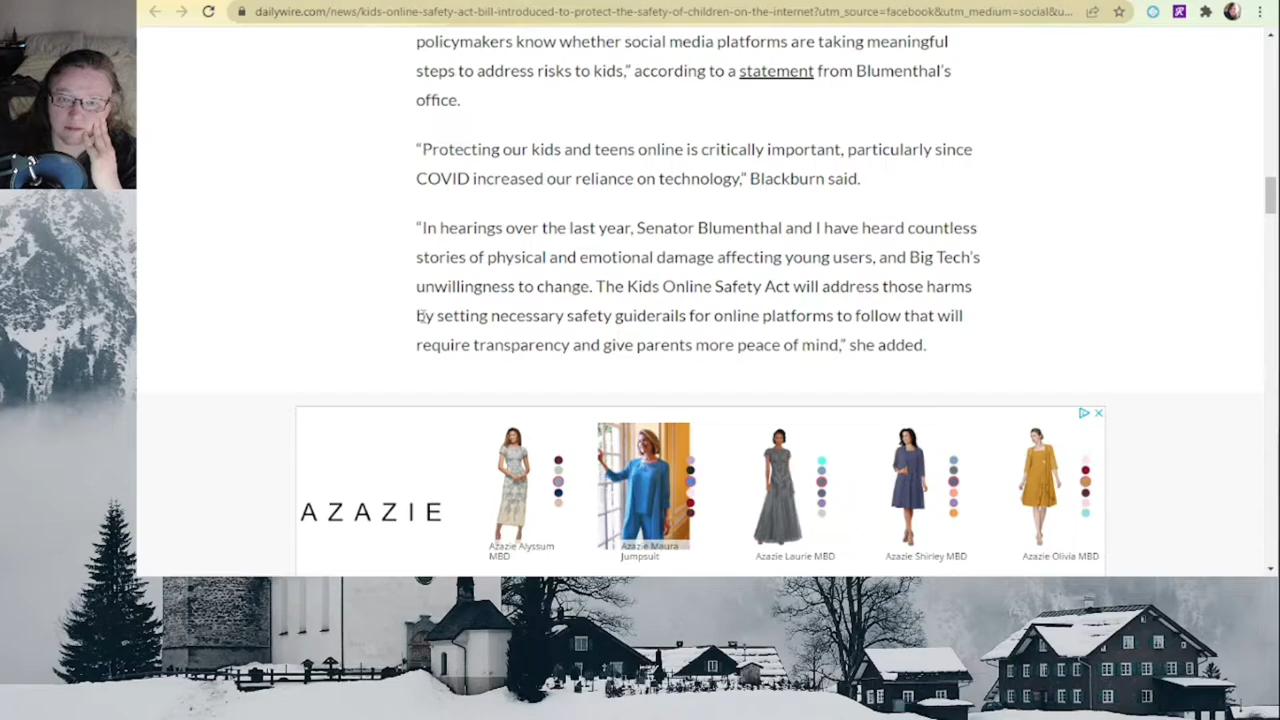 dailywire.com/news/kids-online-safety-act-bill-introduced-to-protect-the-safety-of-children-on-the-internet?utm_source=facebook&utm_medium=social&u...
policymakers know whether social media platforms are taking meaningful
steps to address risks to kids,” according to a statement from Blumenthal’s
office.
“Protecting our kids and teens online is critically important, particularly since
COVID increased our reliance on technology,” Blackburn said.
“In hearings over the last year, Senator Blumenthal and I have heard countless
stories of physical and emotional damage affecting young users, and Big Tech’s
unwillingness to change. The Kids Online Safety Act will address those harms
by setting necessary safety guiderails for online platforms to follow that will
require transparency and give parents more peace of mind,” she added.
AZAZIE
Azazie Alyssum
MBD
Azazie Maura
Jumpsuit
Azazie Laurie MBD
Azazie Shirley MBD
Azazie Olivia MBD